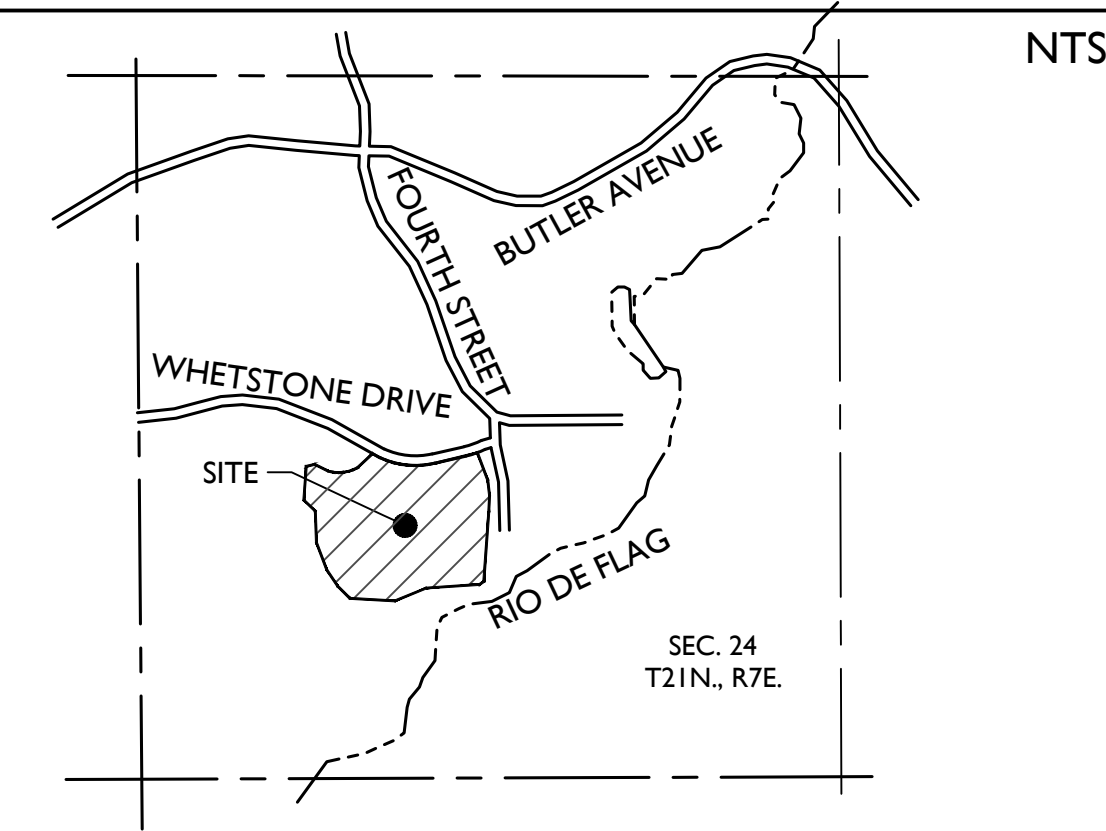 NTS
BUTLER AVENUE
FOURTH STREET
WHETSTONE DRIVE
SITE
RIO DE FLAG
SEC. 24
T21N., R7E.